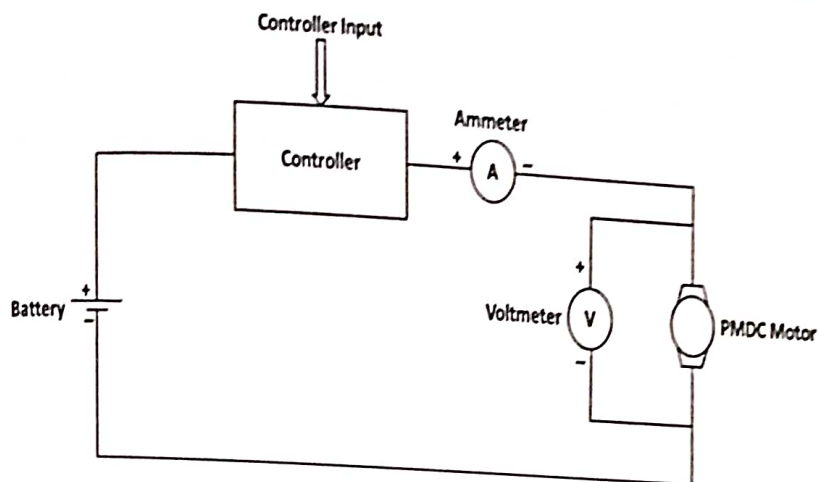 Controller Input
Controller
Ammeter
+ A −
+
Battery
−
+
Voltmeter V
−
PMDC Motor